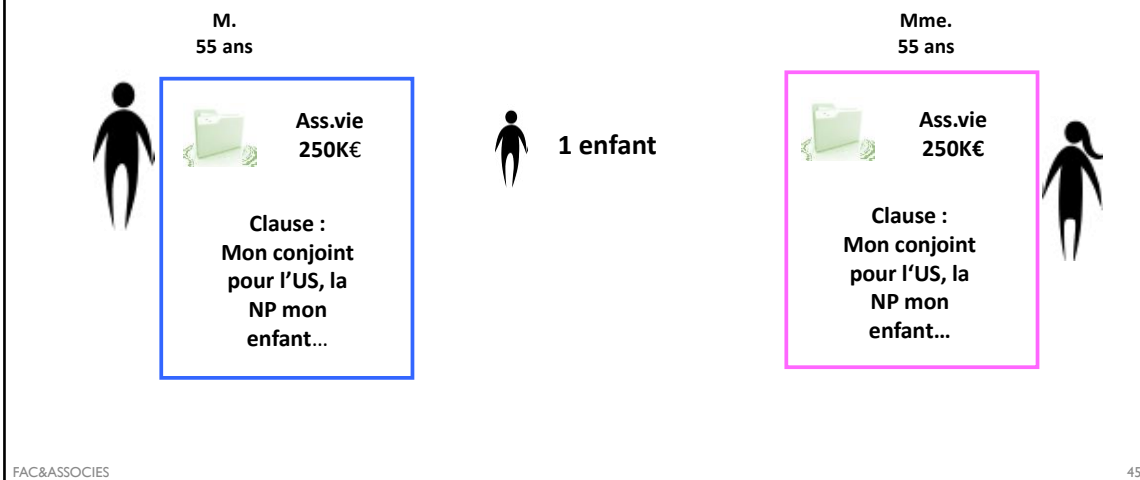 M.
55 ans
Ass.vie
250K€
Clause :
Mon conjoint
pour l’US, la
NP mon
enfant…
1 enfant
Mme.
55 ans
Ass.vie
250K€
Clause :
Mon conjoint
pour l‘US, la
NP mon
enfant…
FAC&ASSOCIES
45